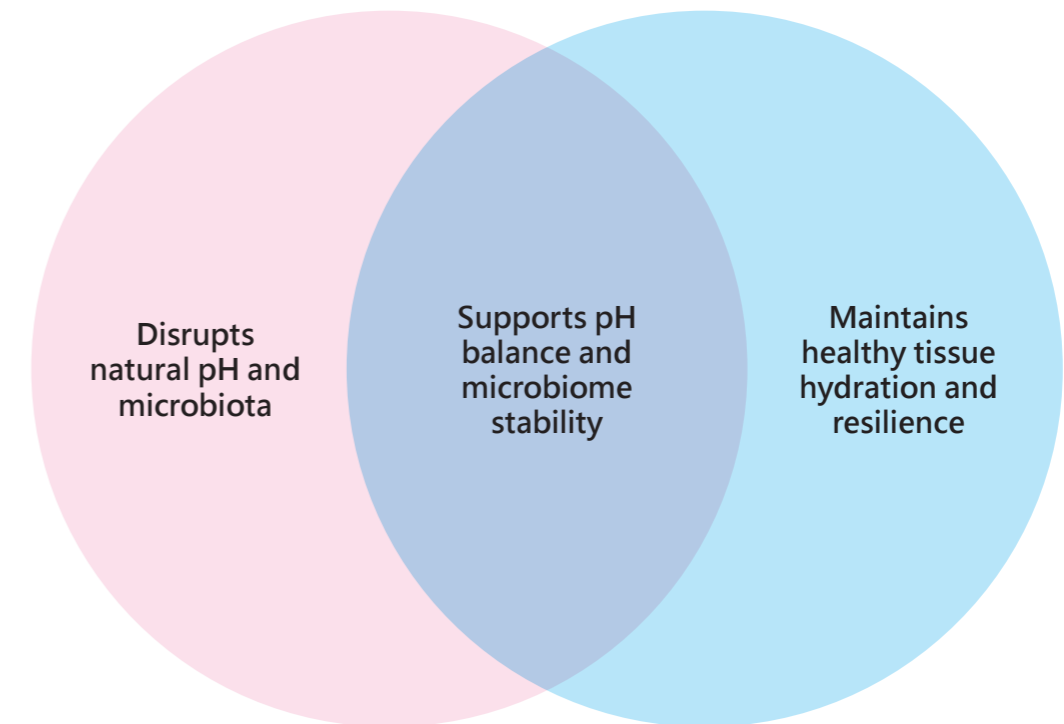 Disrupts
natural pH and
microbiota
Supports pH
balance and
microbiome
stability
Maintains
healthy tissue
hydration and
resilience